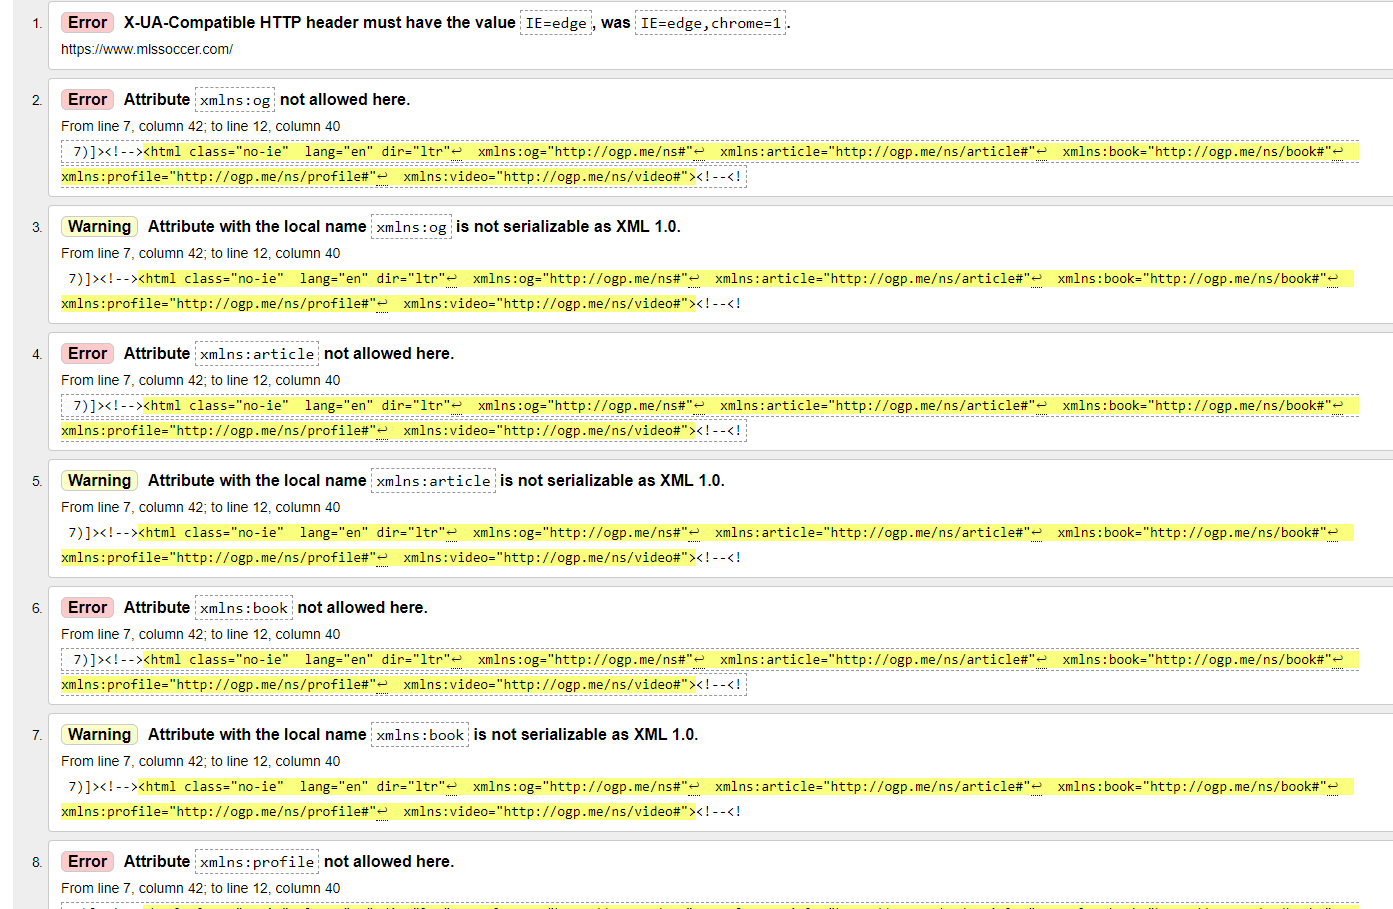 1. Error X-UA-Compatible HTTP header must have the value IE=edge, was IE=edge,chrome=1.
https://www.mlssoccer.com/
2. Error Attribute xmlns:og not allowed here.
From line 7, column 42; to line 12, column 40
7)]><!--><html class="no-ie"  lang="en" dir="ltr"↩  xmlns:og="http://ogp.me/ns#"↩  xmlns:article="http://ogp.me/ns/article#"↩  xmlns:book="http://ogp.me/ns/book#"↩
xmlns:profile="http://ogp.me/ns/profile#"↩  xmlns:video="http://ogp.me/ns/video#"><!--<!
3. Warning Attribute with the local name xmlns:og is not serializable as XML 1.0.
From line 7, column 42; to line 12, column 40
7)]><!--><html class="no-ie"  lang="en" dir="ltr"↩  xmlns:og="http://ogp.me/ns#"↩  xmlns:article="http://ogp.me/ns/article#"↩  xmlns:book="http://ogp.me/ns/book#"↩
xmlns:profile="http://ogp.me/ns/profile#"↩  xmlns:video="http://ogp.me/ns/video#"><!--<!
4. Error Attribute xmlns:article not allowed here.
From line 7, column 42; to line 12, column 40
7)]><!--><html class="no-ie"  lang="en" dir="ltr"↩  xmlns:og="http://ogp.me/ns#"↩  xmlns:article="http://ogp.me/ns/article#"↩  xmlns:book="http://ogp.me/ns/book#"↩
xmlns:profile="http://ogp.me/ns/profile#"↩  xmlns:video="http://ogp.me/ns/video#"><!--<!
5. Warning Attribute with the local name xmlns:article is not serializable as XML 1.0.
From line 7, column 42; to line 12, column 40
7)]><!--><html class="no-ie"  lang="en" dir="ltr"↩  xmlns:og="http://ogp.me/ns#"↩  xmlns:article="http://ogp.me/ns/article#"↩  xmlns:book="http://ogp.me/ns/book#"↩
xmlns:profile="http://ogp.me/ns/profile#"↩  xmlns:video="http://ogp.me/ns/video#"><!--<!
6. Error Attribute xmlns:book not allowed here.
From line 7, column 42; to line 12, column 40
7)]><!--><html class="no-ie"  lang="en" dir="ltr"↩  xmlns:og="http://ogp.me/ns#"↩  xmlns:article="http://ogp.me/ns/article#"↩  xmlns:book="http://ogp.me/ns/book#"↩
xmlns:profile="http://ogp.me/ns/profile#"↩  xmlns:video="http://ogp.me/ns/video#"><!--<!
7. Warning Attribute with the local name xmlns:book is not serializable as XML 1.0.
From line 7, column 42; to line 12, column 40
7)]><!--><html class="no-ie"  lang="en" dir="ltr"↩  xmlns:og="http://ogp.me/ns#"↩  xmlns:article="http://ogp.me/ns/article#"↩  xmlns:book="http://ogp.me/ns/book#"↩
xmlns:profile="http://ogp.me/ns/profile#"↩  xmlns:video="http://ogp.me/ns/video#"><!--<!
8. Error Attribute xmlns:profile not allowed here.
From line 7, column 42; to line 12, column 40